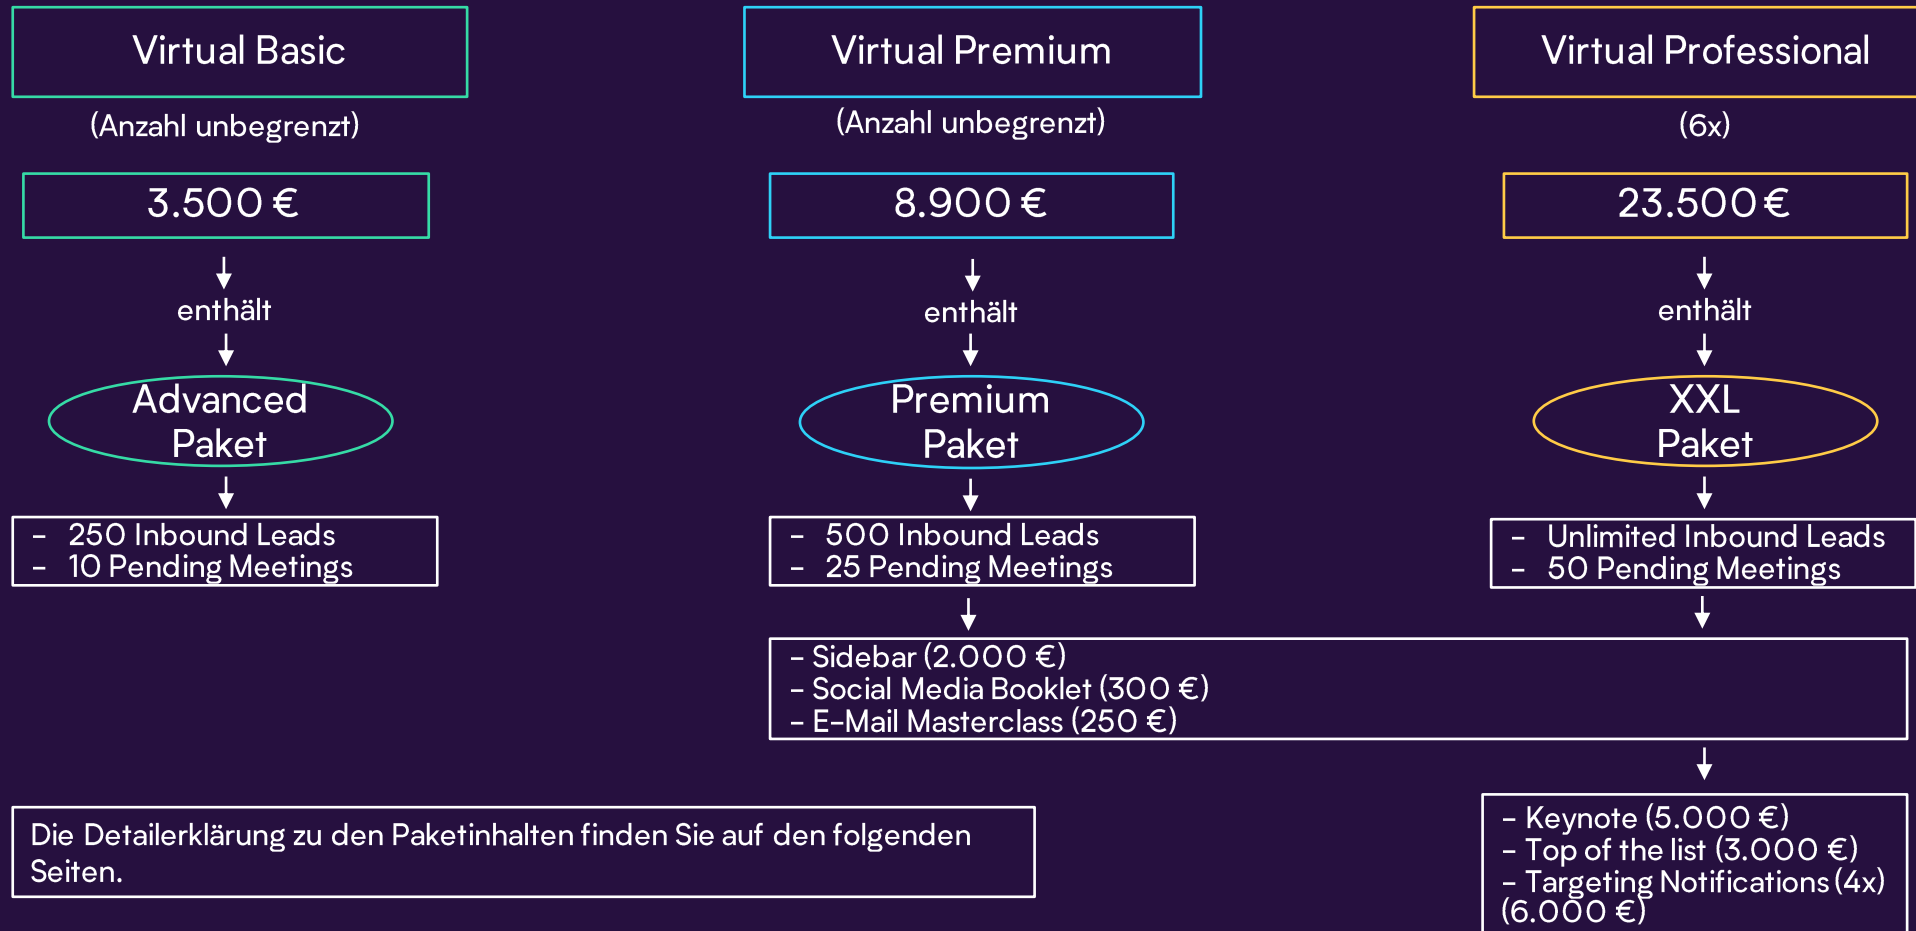 Virtual Basic
(Anzahl unbegrenzt)
3.500 €
enthält
Advanced
Paket
- 250 Inbound Leads
- 10 Pending Meetings
Virtual Premium
(Anzahl unbegrenzt)
8.900 €
enthält
Premium
Paket
- 500 Inbound Leads
- 25 Pending Meetings
Virtual Professional
(6x)
23.500 €
enthält
XXL
Paket
- Unlimited Inbound Leads
- 50 Pending Meetings
- Sidebar (2.000 €)
- Social Media Booklet (300 €)
- E-Mail Masterclass (250 €)
- Keynote (5.000 €)
- Top of the list (3.000 €)
- Targeting Notifications (4x)
(6.000 €)
Die Detailerklärung zu den Paketinhalten finden Sie auf den folgenden
Seiten.